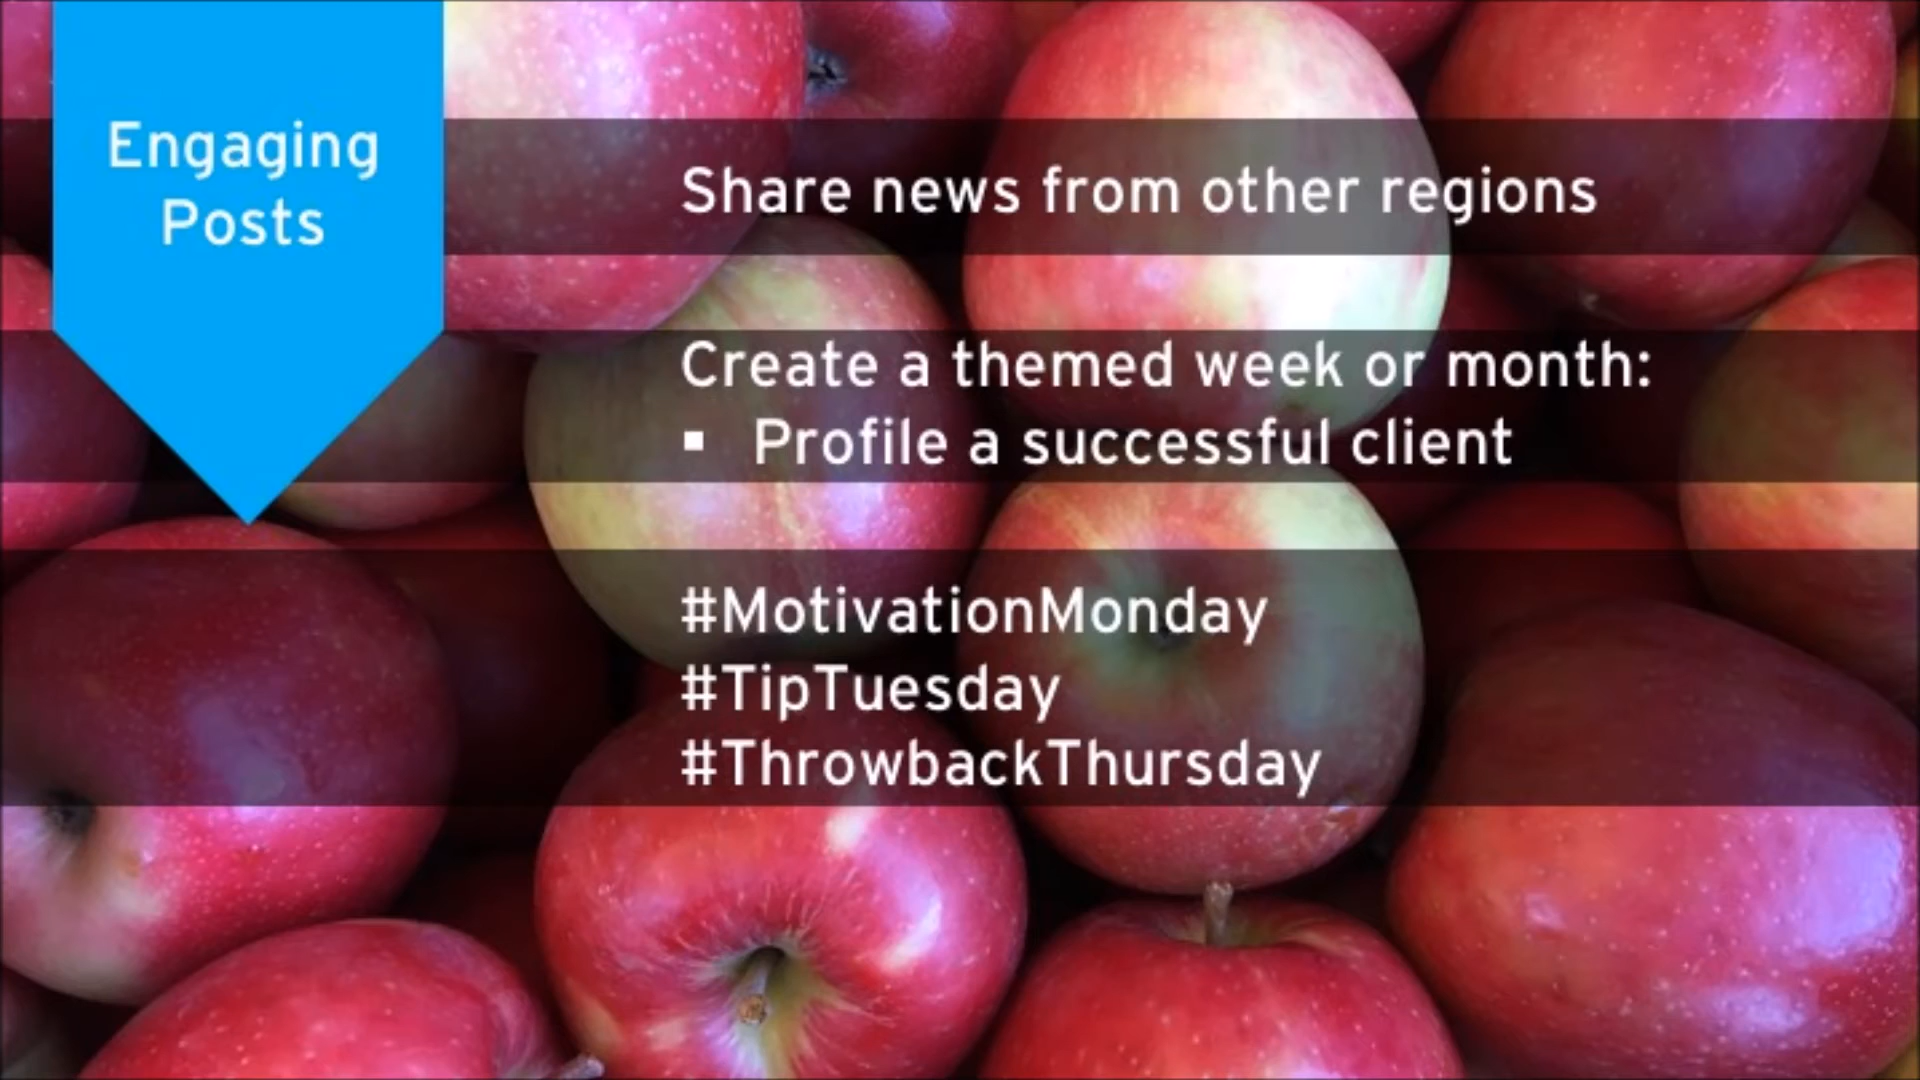 Engaging
Posts
Share news from other regions
Create a themed week or month:
▪ Profile a successful client
#MotivationMonday
#TipTuesday
#ThrowbackThursday